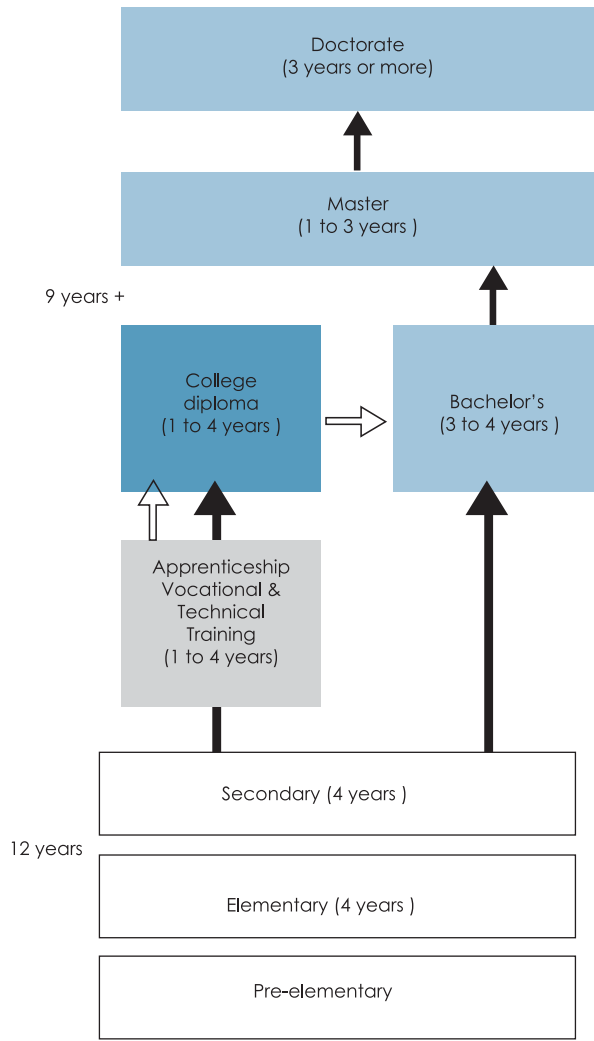 Doctorate
(3 years or more)
Master
(1 to 3 years )
9 years +
College
diploma
(1 to 4 years )
Bachelor's
(3 to 4 years )
Apprenticeship
Vocational &
Technical
Training
(1 to 4 years)
Secondary (4 years )
12 years
Elementary (4 years )
Pre-elementary